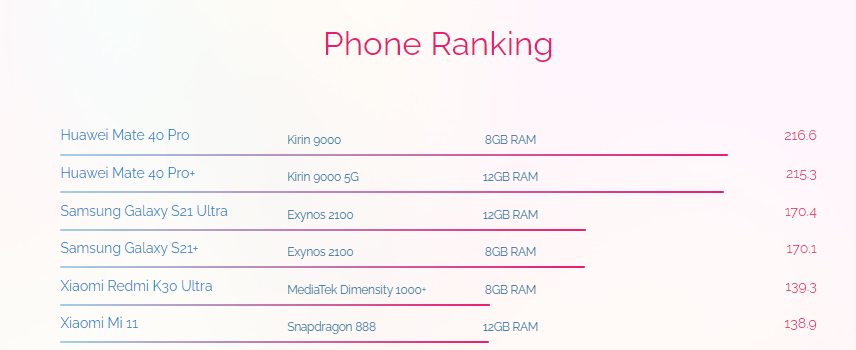 Phone Ranking
Huawei Mate 40 Pro Kirin 9000 8GB RAM 216.6
Huawei Mate 40 Pro+ Kirin 9000 5G 12GB RAM 215.3
Samsung Galaxy S21 Ultra Exynos 2100 12GB RAM 170.4
Samsung Galaxy S21+ Exynos 2100 8GB RAM 170.1
Xiaomi Redmi K30 Ultra MediaTek Dimensity 1000+ 8GB RAM 139.3
Xiaomi Mi 11 Snapdragon 888 12GB RAM 138.9